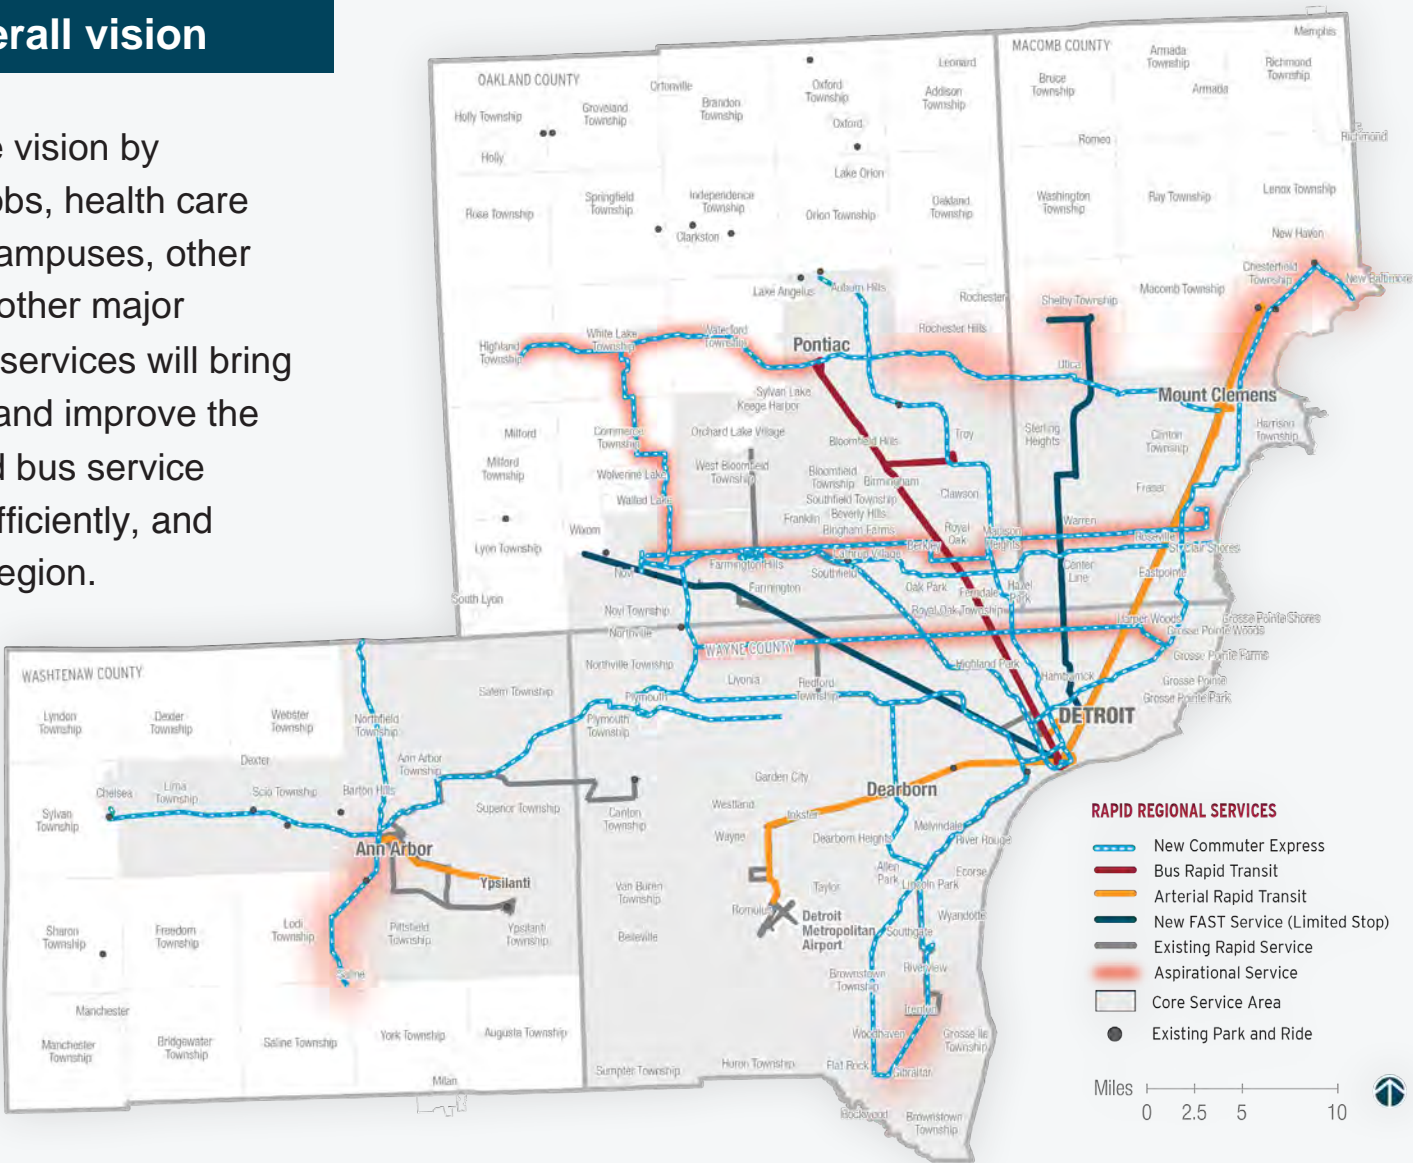 erall vision
e vision by
obs, health care
ampuses, other
other major
services will bring
and improve the
d bus service
fficiently, and
egion.
OAKLAND COUNTY
Ortonville
Leonard
MACOMB COUNTY
Armada
Township
Memphis
Richmond
Township
Holly Township
Groveland
Township
Brandon
Township
Oxford
Township
Addison
Township
Bruce
Township
Armada
Oxford
Holly
Romeo
Richmond
Lake Orion
Rose Township
Springfield
Township
Independence
Township
Orion Township
Oakland
Township
Washington
Township
Ray Township
Lenox Township
Clarkston
New Haven
Lake Angelus
Auburn Hills
Rochester
Shelby Township
Macomb Township
Chesterfield
Township
New Baltimore
Highland
Township
White Lake
Township
Waterford
Township
Pontiac
Rochester Hills
Utica
Mount Clemens
Sylvan Lake
Keego Harbor
Milford
Commerce
Township
Orchard Lake Village
Bloomfield Hills
Troy
Sterling
Heights
Clinton
Township
Harrison
Township
Milford
Township
Wolverine Lake
West Bloomfield
Township
Bloomfield
Township
Birmingham
Southfield Township
Beverly Hills
Bingham Farms
Clawson
Fraser
Walled Lake
Franklin
Royal
Oak
Madison
Heights
Warren
Roseville
Lyon Township
Wixom
Novi
Farmington Hills
Lathrup Village
Berkley
St. Clair Shores
Southfield
Farmington
Oak Park
Ferndale
Hazel
Park
Center
Line
Eastpointe
South Lyon
Novi Township
Royal Oak Township
Harper Woods
Grosse Pointe Shores
Grosse Pointe Woods
Northville
WAYNE COUNTY
Grosse Pointe Farms
WASHTENAW COUNTY
Salem Township
Northville Township
Livonia
Redford
Township
Highland Park
Hamtramck
Grosse Pointe
Grosse Pointe Park
Plymouth
Plymouth
Township
DETROIT
Lyndon
Township
Dexter
Township
Webster
Township
Northfield
Township
Dexter
Ann Arbor
Township
Chelsea
Lima
Township
Scio Township
Barton Hills
Superior Township
Canton
Township
Garden City
Dearborn
Westland
Sylvan
Township
Inkster
Wayne
Dearborn Heights
Melvindale
River Rouge
Ann Arbor
Ypsilanti
Allen
Park
Lincoln Park
Ecorse
Van Buren
Township
Taylor
Romulus
Detroit
Metropolitan
Airport
Wyandotte
Sharon
Township
Freedom
Township
Lodi
Township
Pittsfield
Township
Ypsilanti
Township
Belleville
Southgate
Saline
Brownstown
Township
Riverview
Trenton
Manchester
Manchester
Township
Bridgewater
Township
Saline Township
York Township
Augusta Township
Woodhaven
Grosse Ile
Township
Milan
Sumpter Township
Huron Township
Flat Rock
Gibraltar
Rockwood
Brownstown
Township
RAPID REGIONAL SERVICES
New Commuter Express
Bus Rapid Transit
Arterial Rapid Transit
New FAST Service (Limited Stop)
Existing Rapid Service
Aspirational Service
Core Service Area
Existing Park and Ride
Miles
0 2.5 5 10